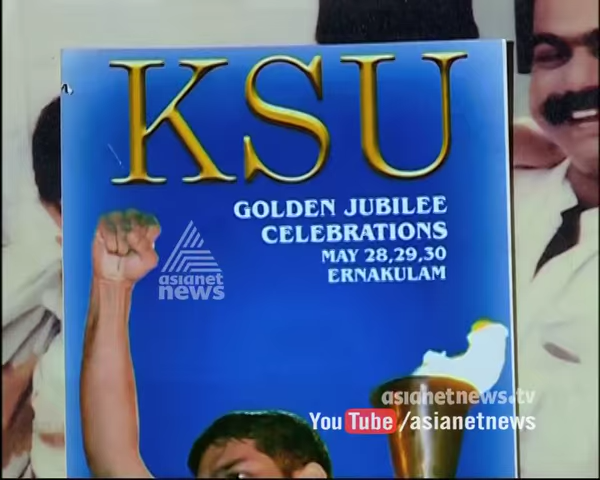 KSU
GOLDEN JUBILEE
CELEBRATIONS
MAY 28,29,30
ERNAKULAM
asianet
news
asianetnews.tv
YouTube/asianetnews